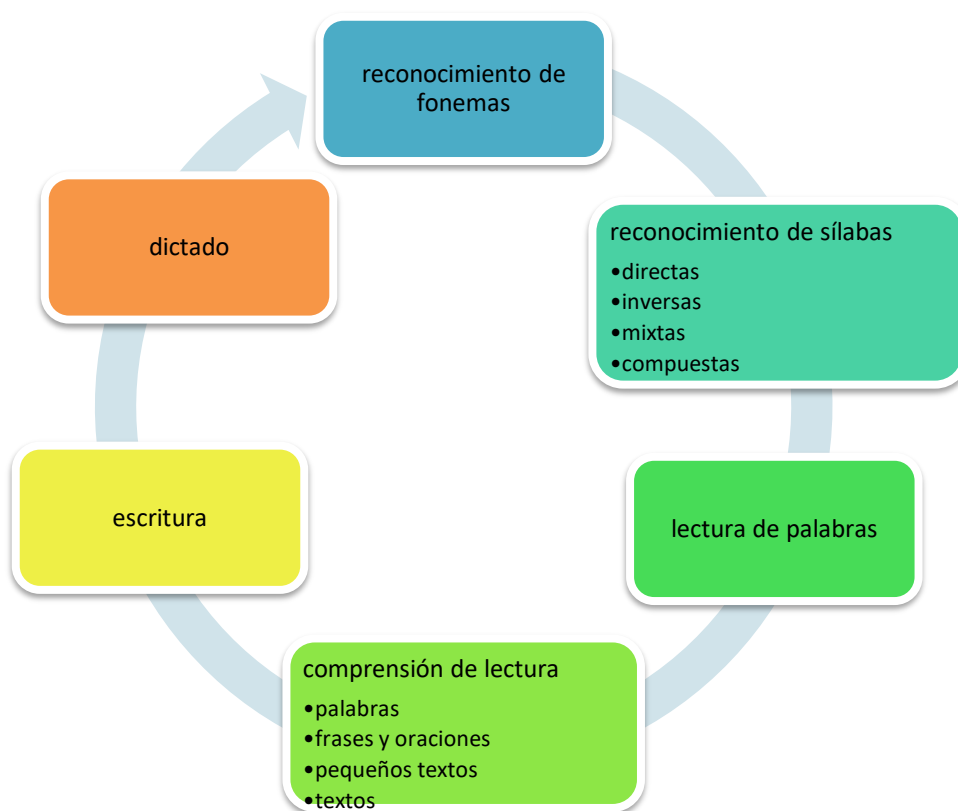 reconocimiento de
fonemas
reconocimiento de sílabas
•directas
•inversas
•mixtas
•compuestas
lectura de palabras
comprensión de lectura
•palabras
•frases y oraciones
•pequeños textos
•textos
escritura
dictado